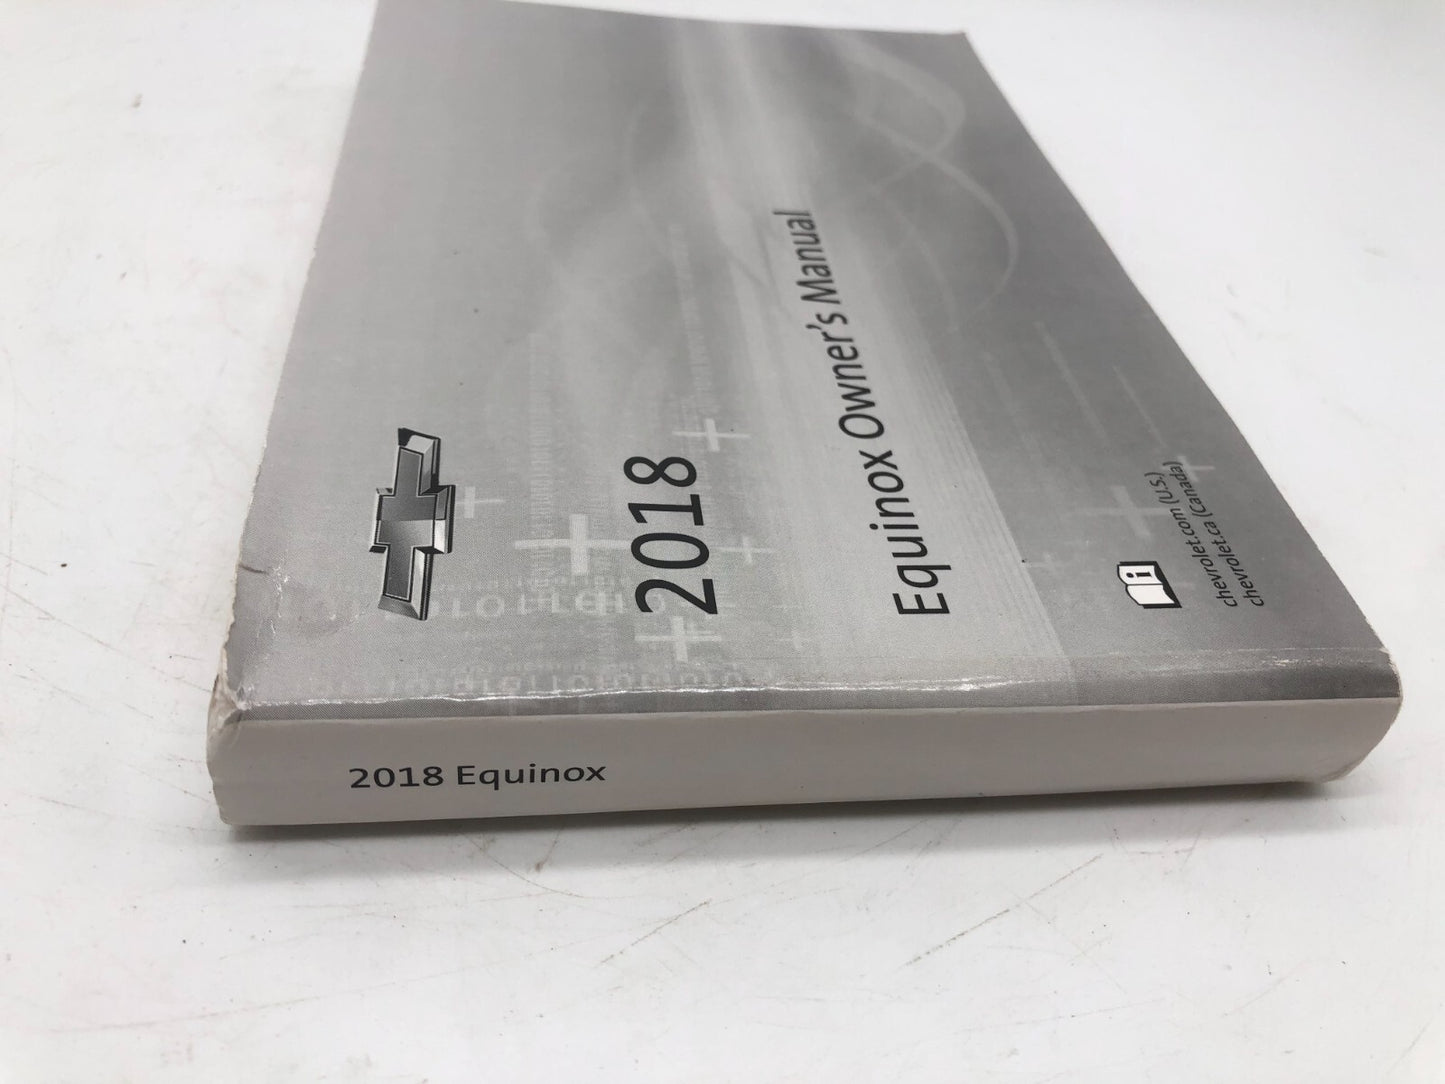 2018
Equinox Owner's Manual
chevrolet.com (U.S.)
chevrolet.ca (Canada)
2018 Equinox